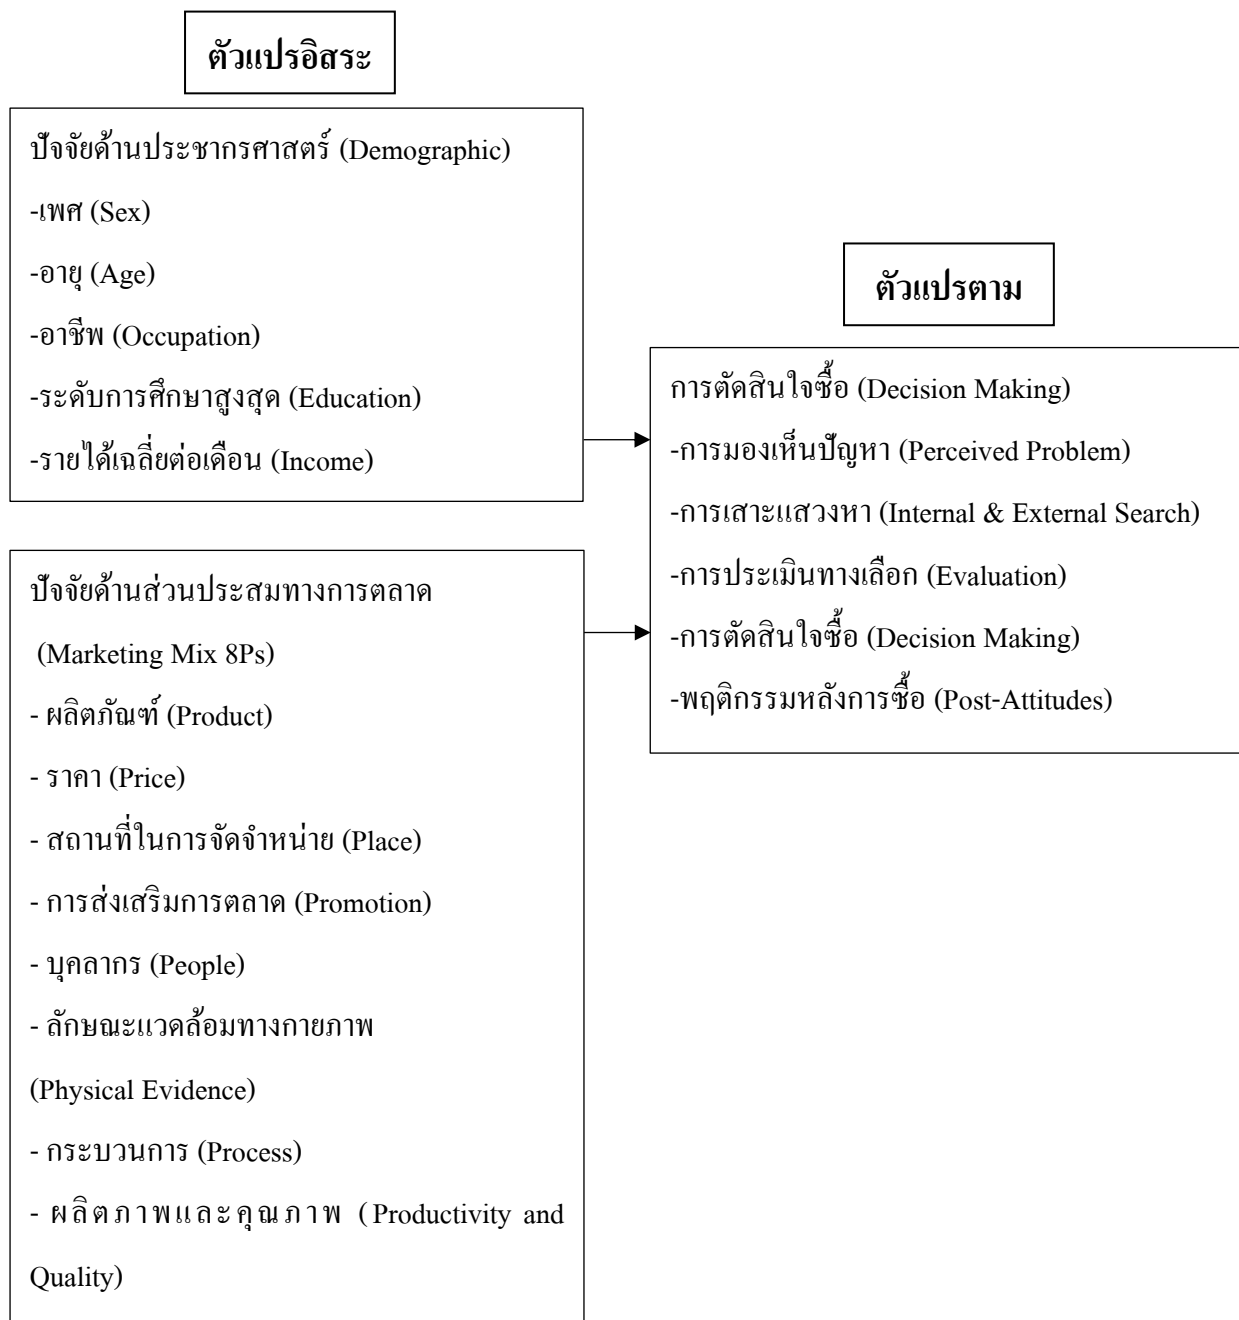 ตัวแปรอิสระ
ปัจจัยด้านประชากรศาสตร์ (Demographic)
-เพศ (Sex)
-อายุ (Age)
-อาชีพ (Occupation)
-ระดับการศึกษาสูงสุด (Education)
-รายได้เฉลี่ยต่อเดือน (Income)
ปัจจัยด้านส่วนประสมทางการตลาด
(Marketing Mix 8Ps)
- ผลิตภัณฑ์ (Product)
- ราคา (Price)
- สถานที่ในการจัดจำหน่าย (Place)
- การส่งเสริมการตลาด (Promotion)
- บุคลากร (People)
- ลักษณะแวดล้อมทางกายภาพ
(Physical Evidence)
- กระบวนการ (Process)
- ผลิตภาพและคุณภาพ (Productivity and
Quality)
ตัวแปรตาม
การตัดสินใจซื้อ (Decision Making)
-การมองเห็นปัญหา (Perceived Problem)
-การเสาะแสวงหา (Internal & External Search)
-การประเมินทางเลือก (Evaluation)
-การตัดสินใจซื้อ (Decision Making)
-พฤติกรรมหลังการซื้อ (Post-Attitudes)